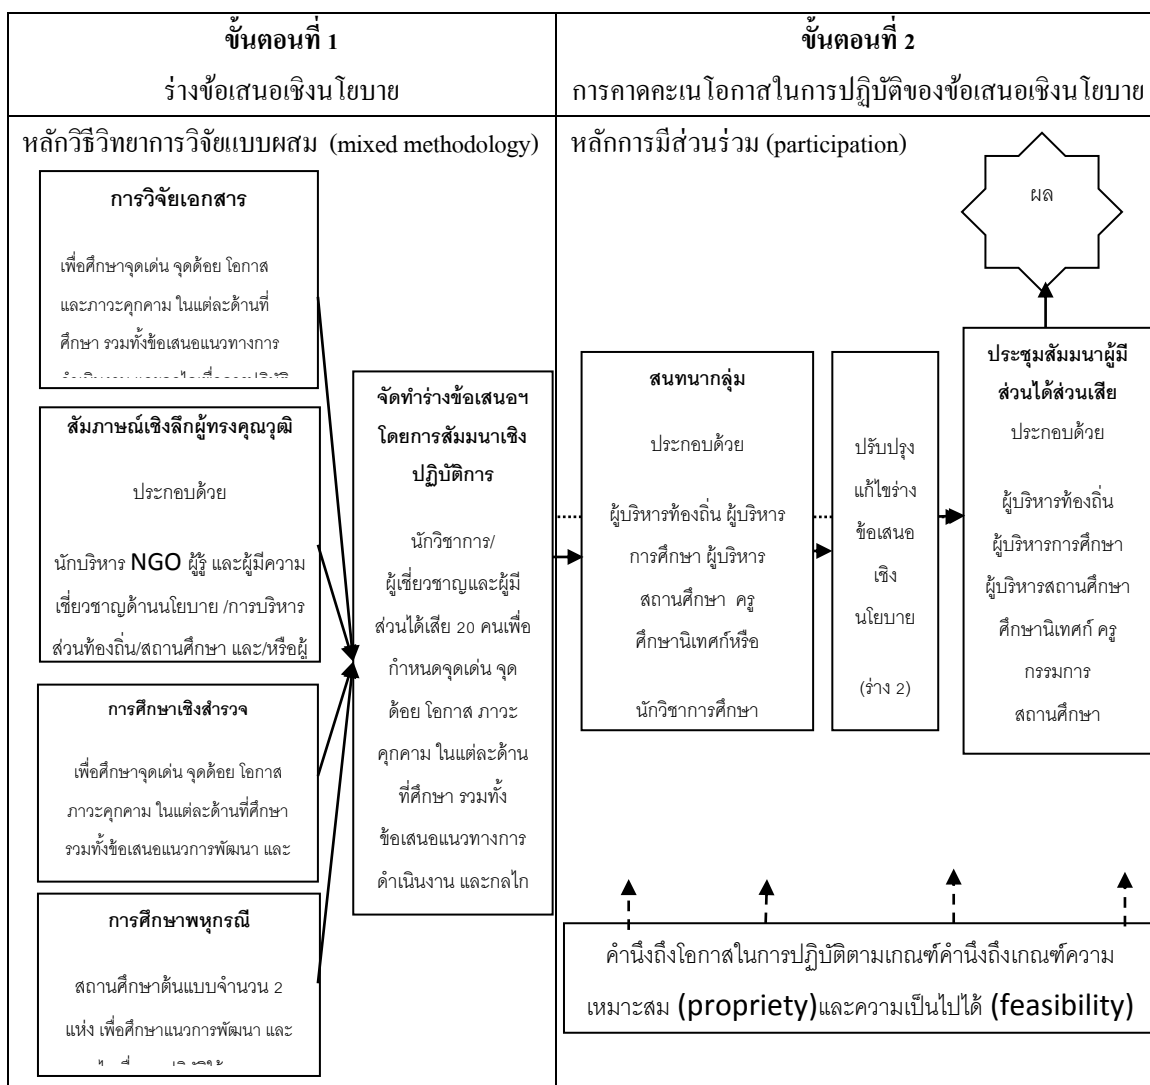 ขั้นตอนที่ 1
ร่างข้อเสนอเชิงนโยบาย
ขั้นตอนที่ 2
การคาดคะเนโอกาสในการปฏิบัติของข้อเสนอเชิงนโยบาย
หลักวิธีวิทยาการวิจัยแบบผสม (mixed methodology)
การวิจัยเอกสาร
เพื่อศึกษาจุดเด่น จุดด้อย โอกาส
และภาวะคุกคาม ในแต่ละด้านที่
ศึกษา รวมทั้งข้อเสนอแนวทางการ
สัมภาษณ์เชิงลึกผู้ทรงคุณวุฒิ
ประกอบด้วย
นักบริหาร NGO ผู้รู้ และผู้มีความ
เชี่ยวชาญด้านนโยบาย /การบริหาร
ส่วนท้องถิ่น/สถานศึกษา และ/หรือผู้
การศึกษาเชิงสำรวจ
เพื่อศึกษาจุดเด่น จุดด้อย โอกาส
ภาวะคุกคาม ในแต่ละด้านที่ศึกษา
รวมทั้งข้อเสนอแนวการพัฒนา และ
การศึกษาพหุกรณี
สถานศึกษาต้นแบบจำนวน 2
แห่ง เพื่อศึกษาแนวการพัฒนา และ
จัดทำร่างข้อเสนอฯ
โดยการสัมมนาเชิง
ปฏิบัติการ
นักวิชาการ/
ผู้เชี่ยวชาญและผู้มี
ส่วนได้เสีย 20 คนเพื่อ
กำหนดจุดเด่น จุด
ด้อย โอกาส ภาวะ
คุกคาม ในแต่ละด้าน
ที่ศึกษา รวมทั้ง
ข้อเสนอแนวทางการ
ดำเนินงาน และกลไก
หลักการมีส่วนร่วม (participation)
สนทนากลุ่ม
ประกอบด้วย
ผู้บริหารท้องถิ่น ผู้บริหาร
การศึกษา ผู้บริหาร
สถานศึกษา ครู
ศึกษานิเทศก์หรือ
นักวิชาการศึกษา
ปรับปรุง
แก้ไขร่าง
ข้อเสนอ
เชิง
นโยบาย
(ร่าง 2)
ประชุมสัมมนาผู้มี
ส่วนได้ส่วนเสีย
ประกอบด้วย
ผู้บริหารท้องถิ่น
ผู้บริหารการศึกษา
ผู้บริหารสถานศึกษา
ศึกษานิเทศก์ ครู
กรรมการ
สถานศึกษา
ผล
คำนึงถึงโอกาสในการปฏิบัติตามเกณฑ์คำนึงถึงเกณฑ์ความ
เหมาะสม (propriety)และความเป็นไปได้ (feasibility)